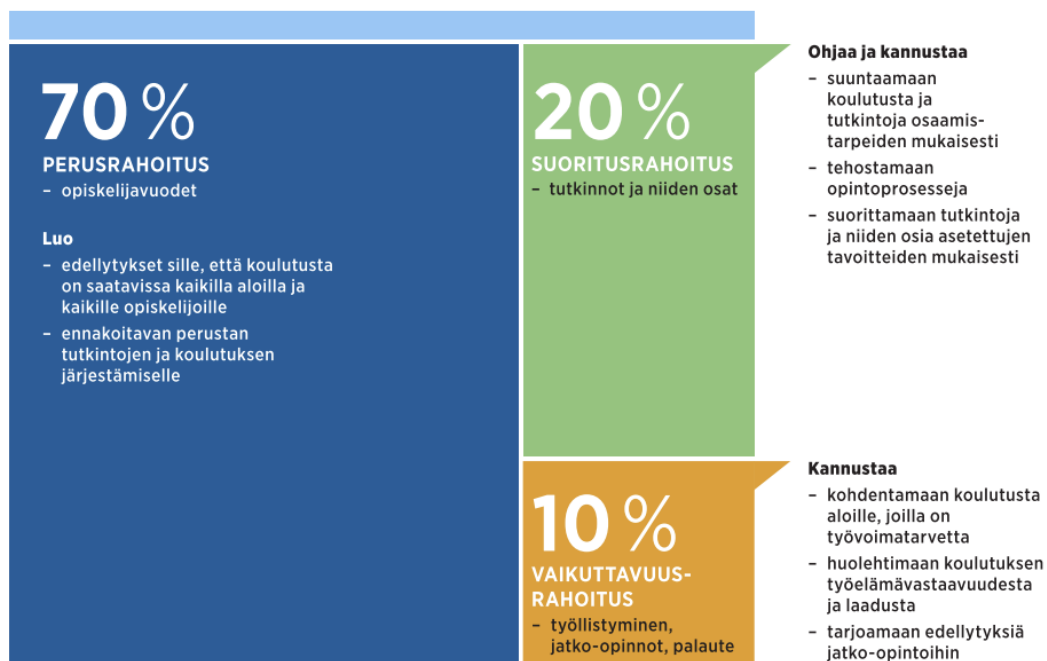 70 %
PERUSRAHOITUS
– opiskelijavuodet
Luo
– edellytykset sille, että koulutusta
on saatavissa kaikilla aloilla ja
kaikille opiskelijoille
– ennakoitavan perustan
tutkintojen ja koulutuksen
järjestämiselle
20 %
SUORITUSRAHOITUS
– tutkinnot ja niiden osat
Ohjaa ja kannustaa
– suuntaamaan
koulutusta ja
tutkintoja osaamis-
tarpeiden mukaisesti
– tehostamaan
opintoprosesseja
– suorittamaan tutkintoja
ja niiden osia asetettujen
tavoitteiden mukaisesti
10 %
VAIKUTTAVUUS-
RAHOITUS
– työllistyminen,
jatko-opinnot, palaute
Kannustaa
– kohdentamaan koulutusta
aloille, joilla on
työvoimatarvetta
– huolehtimaan koulutuksen
työelämävastaavuudesta
ja laadusta
– tarjoamaan edellytyksiä
jatko-opintoihin